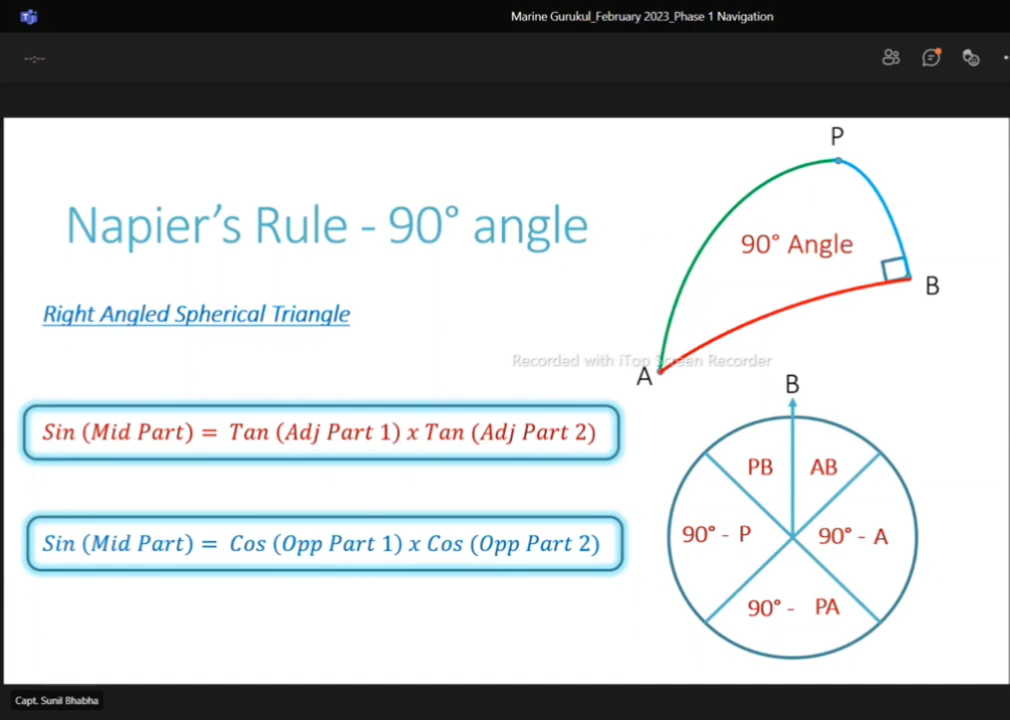 Marine Gurukul_February 2023_Phase 1 Navigation
--:--
P
Napier's Rule - 90° angle
90° Angle
B
Right Angled Spherical Triangle
Recorded with iTop Screen Recorder
A
B
Sin (Mid Part) = Tan (Adj Part 1) x Tan (Adj Part 2)
PB AB
90° - P 90° - A
Sin (Mid Part) = Cos (Opp Part 1) x Cos (Opp Part 2)
90° - PA
Capt. Sunil Bhabha